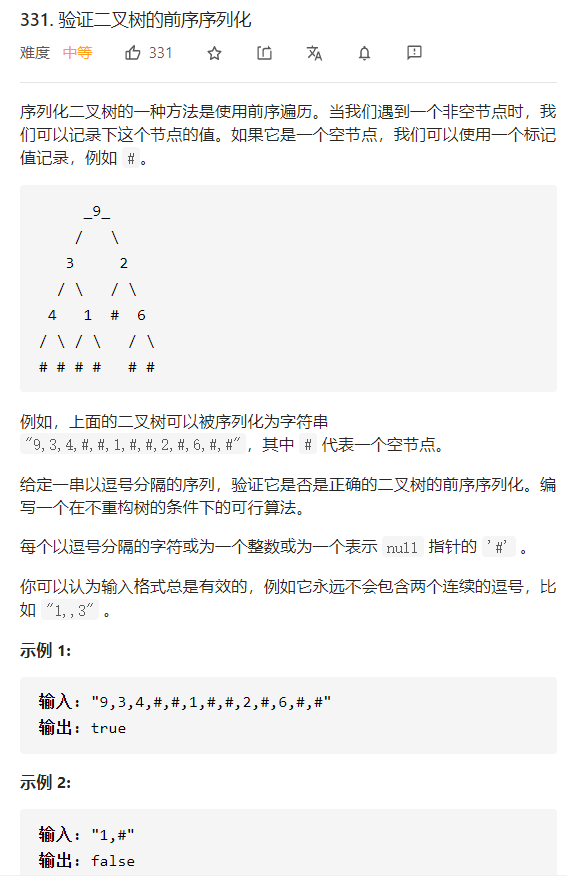 331. 验证二叉树的前序序列化
难度 中等 331
序列化二叉树的一种方法是使用前序遍历。当我们遇到一个非空节点时，我
们可以记录下这个节点的值。如果它是一个空节点，我们可以使用一个标记
值记录，例如 #。
_9_
/ \
3 2
/ \ / \
4 1 # 6
/ \ / \ / \
# # # # # #
例如，上面的二叉树可以被序列化为字符串
"9,3,4,#,#,1,#,#,2,#,6,#,#"，其中 # 代表一个空节点。
给定一串以逗号分隔的序列，验证它是否是正确的二叉树的前序序列化。编
写一个在不重构树的条件下的可行算法。
每个以逗号分隔的字符或为一个整数或为一个表示 null 指针的 '#' 。
你可以认为输入格式总是有效的，例如它永远不会包含两个连续的逗号，比
如 "1,,3" 。
示例 1:
输入: "9,3,4,#,#,1,#,#,2,#,6,#,#"
输出: true
示例 2:
输入: "1,#"
输出: false